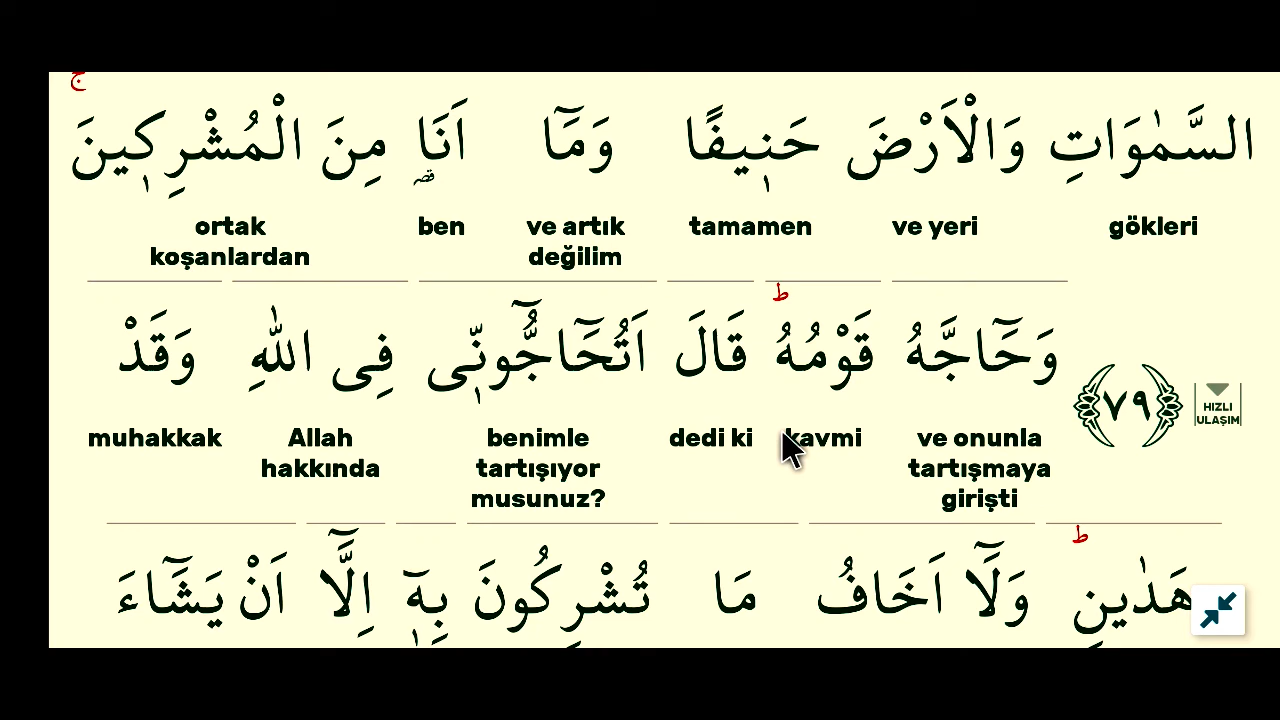 السَّمٰوَاتِ وَالْاَرْضَ حَنٖيفًا وَمَٓا اَنَا۬ مِنَ الْمُشْرِكٖينَۚ
gökleri ve yeri tamamen ve artık değilim ben ortak koşanlardan
﴿٧٩﴾ وَحَٓاجَّهُ قَوْمُهُؕ قَالَ اَتُحَٓاجُّٓونّٖى فِى اللّٰهِ وَقَدْ
HIZLI ULAŞIM
ve onunla tartışmaya girişti kavmi dedi ki benimle tartışıyor musunuz? Allah hakkında muhakkak
هَدٰينِؕ وَلَٓا اَخَافُ مَا تُشْرِكُونَ بِهٖٓ اِلَّٓا اَنْ يَشَٓاءَ